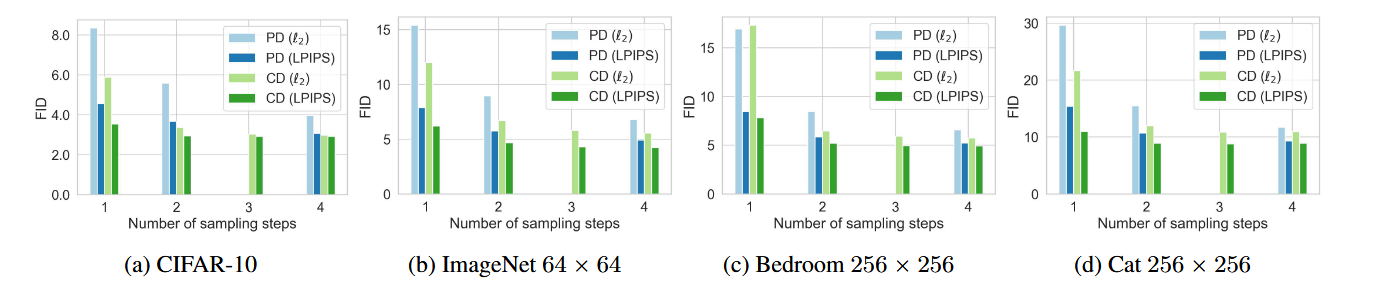 8.0
6.0
4.0
2.0
0.0
FID
PD (ℓ₂)
PD (LPIPS)
CD (ℓ₂)
CD (LPIPS)
1 2 3 4
Number of sampling steps
(a) CIFAR-10
15
10
5
0
FID
PD (ℓ₂)
PD (LPIPS)
CD (ℓ₂)
CD (LPIPS)
1 2 3 4
Number of sampling steps
(b) ImageNet 64 × 64
15
10
5
0
FID
PD (ℓ₂)
PD (LPIPS)
CD (ℓ₂)
CD (LPIPS)
1 2 3 4
Number of sampling steps
(c) Bedroom 256 × 256
30
20
10
0
FID
PD (ℓ₂)
PD (LPIPS)
CD (ℓ₂)
CD (LPIPS)
1 2 3 4
Number of sampling steps
(d) Cat 256 × 256